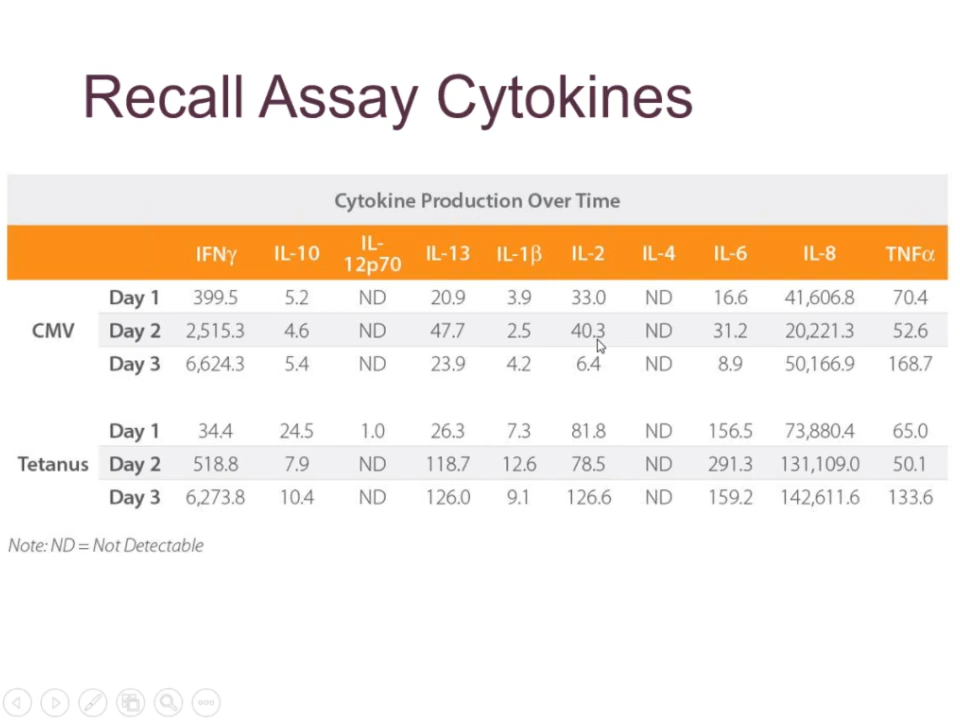 Recall Assay Cytokines
Cytokine Production Over Time
IFNγ IL-10 IL-12p70 IL-13 IL-1β IL-2 IL-4 IL-6 IL-8 TNFα
CMV
Day 1 399.5 5.2 ND 20.9 3.9 33.0 ND 16.6 41,606.8 70.4
Day 2 2,515.3 4.6 ND 47.7 2.5 40.3 ND 31.2 20,221.3 52.6
Day 3 6,624.3 5.4 ND 23.9 4.2 6.4 ND 8.9 50,166.9 168.7
Tetanus
Day 1 34.4 24.5 1.0 26.3 7.3 81.8 ND 156.5 73,880.4 65.0
Day 2 518.8 7.9 ND 118.7 12.6 78.5 ND 291.3 131,109.0 50.1
Day 3 6,273.8 10.4 ND 126.0 9.1 126.6 ND 159.2 142,611.6 133.6
Note: ND = Not Detectable